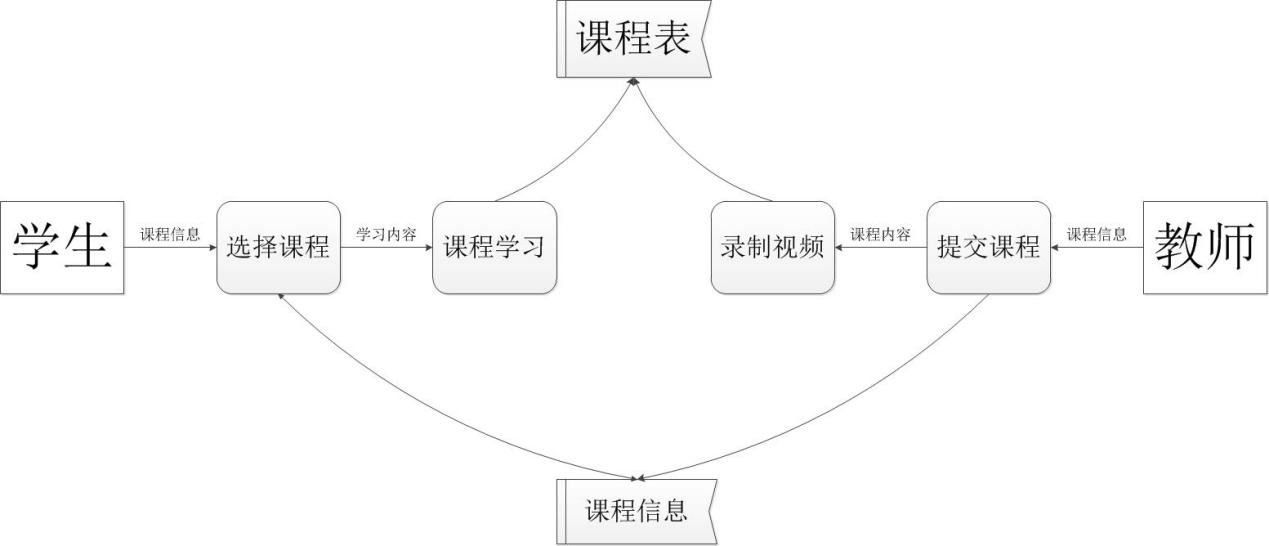 课程表
学生
课程信息
选择课程
学习内容
课程学习
录制视频
课程内容
提交课程
课程信息
教师
课程信息